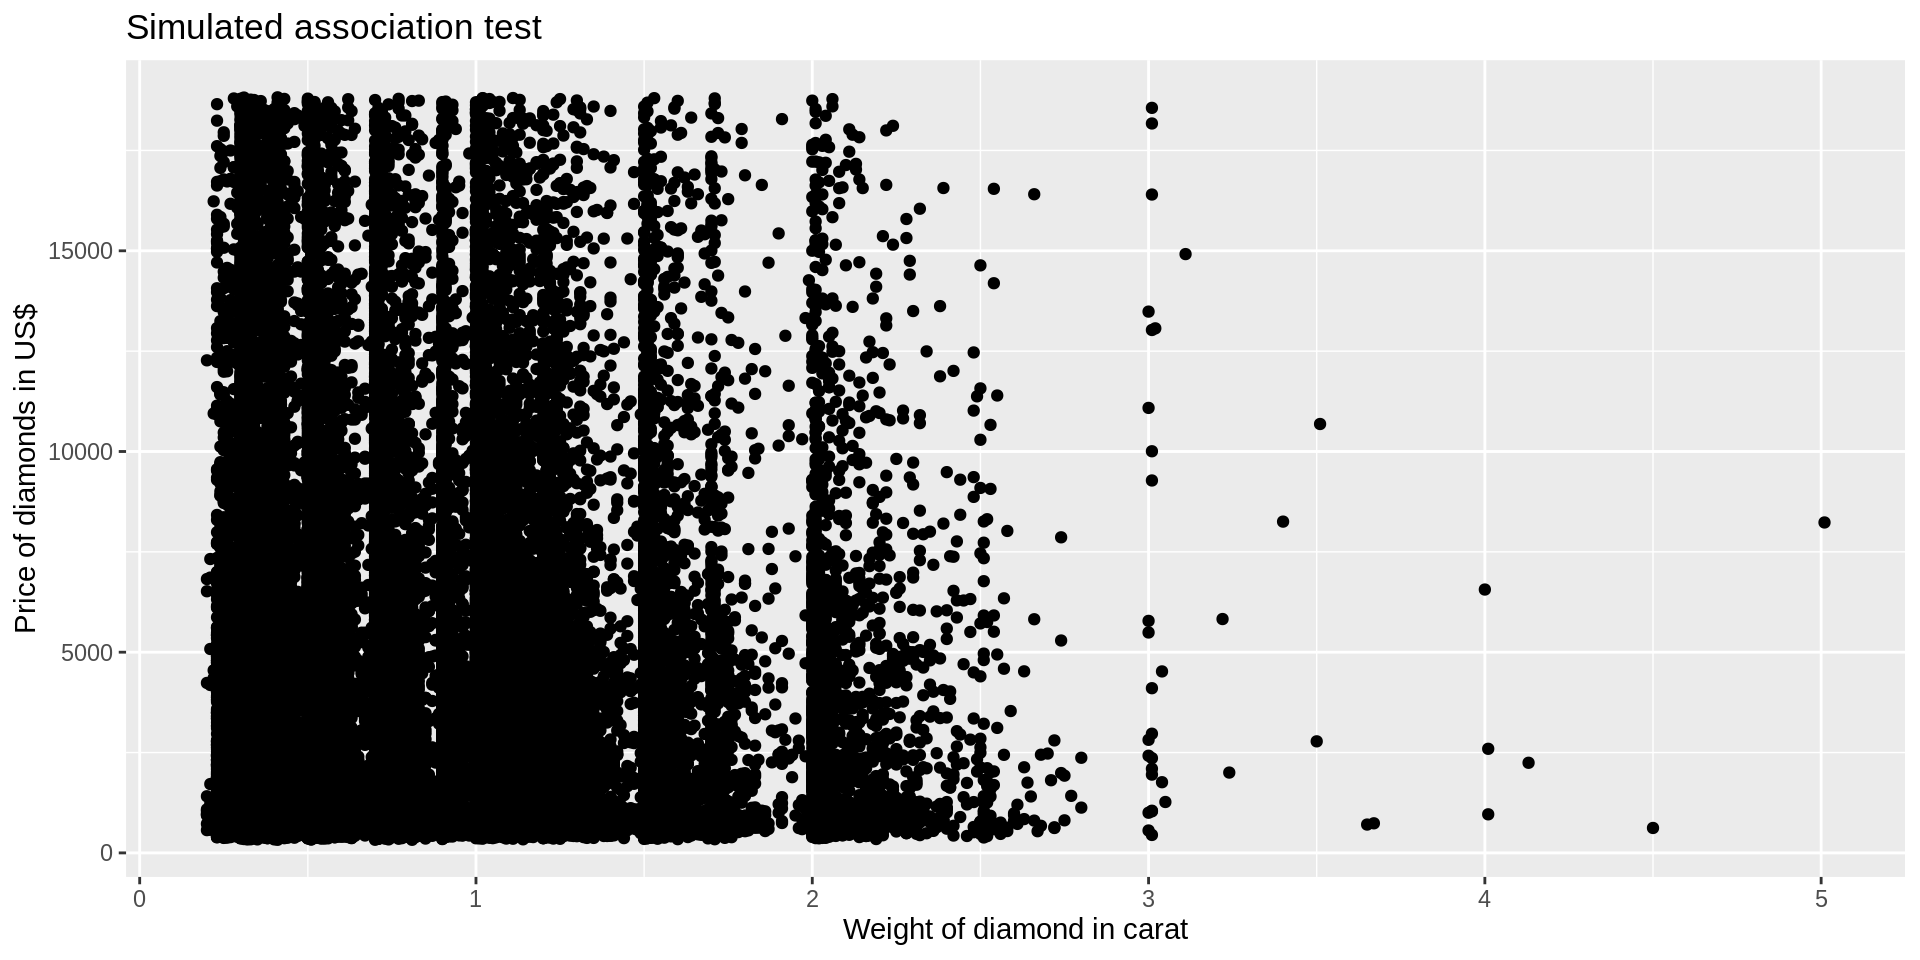 Simulated association test
Price of diamonds in US$
15000
10000
5000
0
0 1 2 3 4 5
Weight of diamond in carat